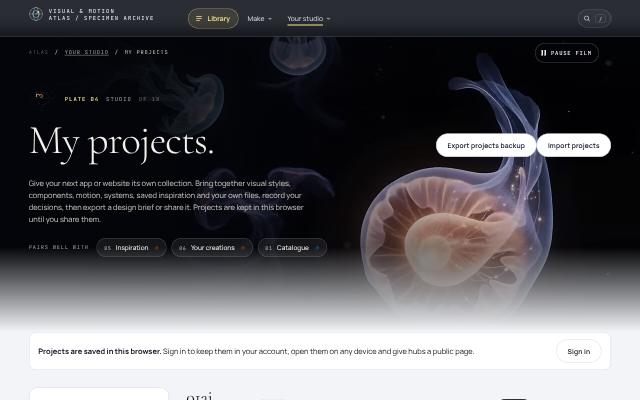 VISUAL & MOTION
ATLAS / SPECIMEN ARCHIVE
Library
Make
Your studio
/
ATLAS / YOUR STUDIO / MY PROJECTS
PAUSE FILM
PLATE 04 STUDIO OF 10
My projects.
Export projects backup
Import projects
Give your next app or website its own collection. Bring together visual styles,
components, motion, systems, saved inspiration and your own files, record your
decisions, then export a design brief or share it. Projects are kept in this browser
until you share them.
PAIRS WELL WITH
05 Inspiration
06 Your creations
01 Catalogue
Projects are saved in this browser. Sign in to keep them in your account, open them on any device and give hubs a public page.
Sign in